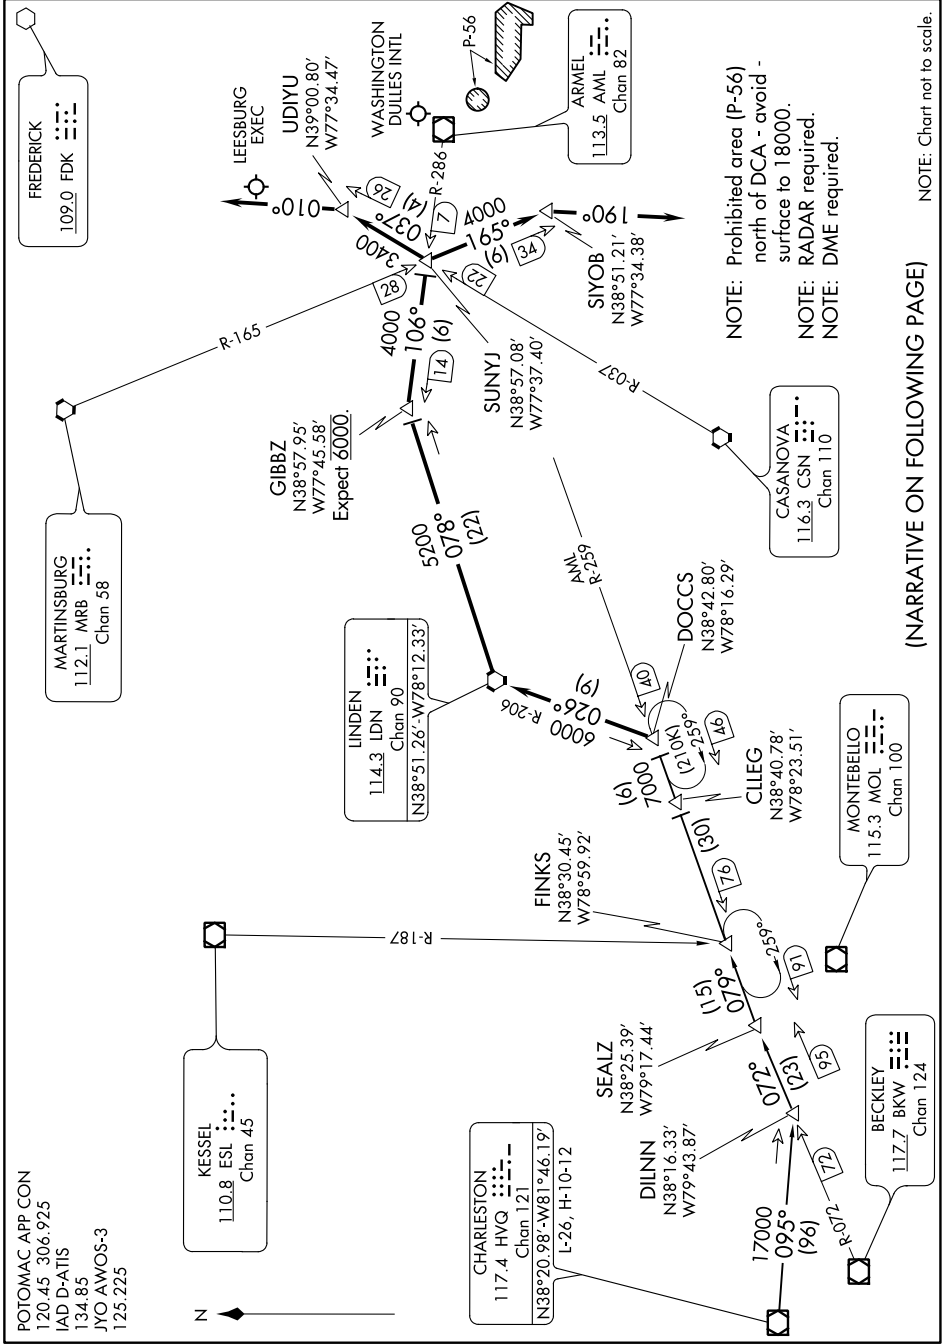 POTOMAC APP CON
120.45 306.925
IAD D-ATIS
134.85
JYO AWOS-3
125.225
N
KESSEL
110.8 ESL
Chan 45
MARTINSBURG
112.1 MRB
Chan 58
FREDERICK
109.0 FDK
LEESBURG
EXEC
UDIYU
N39°00.80'
W77°34.47'
WASHINGTON
DULLES INTL
P-56
ARMEL
113.5 AML
Chan 82
R-286
010°
26
(4)
037°
3400
7
4000
165°
(6)
34
22
28
190°
SIYOB
N38°51.21'
W77°34.38'
R-165
4000
106°
(6)
14
SUNYJ
N38°57.08'
W77°37.40'
GIBBZ
N38°57.95'
W77°45.58'
Expect 6000.
R-037
CASANOVA
116.3 CSN
Chan 110
5200
078°
(22)
LINDEN
114.3 LDN
Chan 90
N38°51.26'-W78°12.33'
AML
R-259
R-206
6000
026°
(9)
DOCCS
N38°42.80'
W78°16.29'
40
(210K)
259°
46
(6)
7000
CLLEG
N38°40.78'
W78°23.51'
(30)
76
FINKS
N38°30.45'
W78°59.92'
R-187
259°
91
(15)
079°
SEALZ
N38°25.39'
W79°17.44'
95
072°
(23)
DILNN
N38°16.33'
W79°43.87'
MONTEBELLO
115.3 MOL
Chan 100
BECKLEY
117.7 BKW
Chan 124
72
R-072
17000
095°
(96)
CHARLESTON
117.4 HVQ
Chan 121
N38°20.98'-W81°46.19'
L-26, H-10-12
NOTE: Prohibited area (P-56)
north of DCA - avoid -
surface to 18000.
NOTE: RADAR required.
NOTE: DME required.
(NARRATIVE ON FOLLOWING PAGE)
NOTE: Chart not to scale.